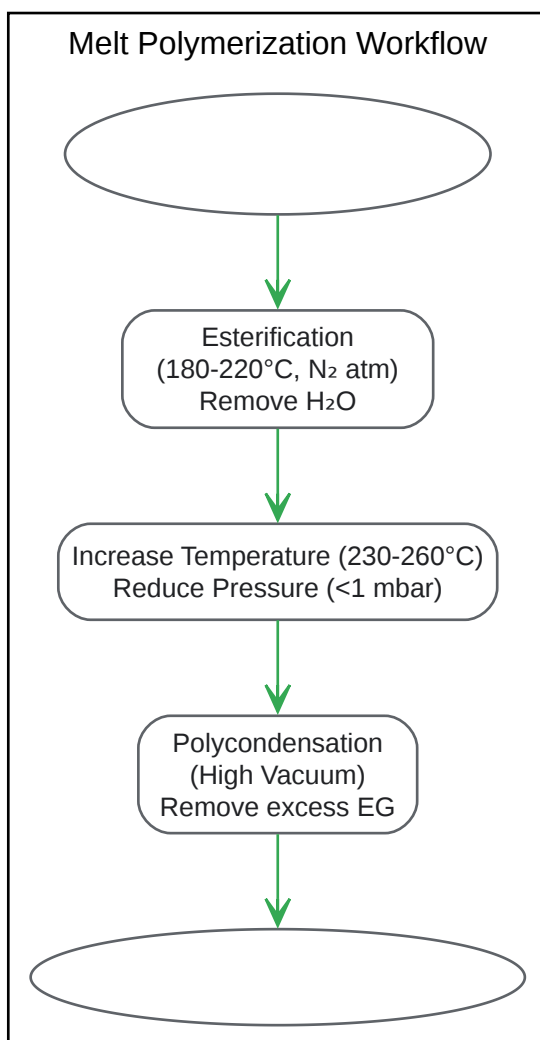 Melt Polymerization Workflow
Esterification
(180-220°C, N₂ atm)
Remove H₂O
Increase Temperature (230-260°C)
Reduce Pressure (<1 mbar)
Polycondensation
(High Vacuum)
Remove excess EG